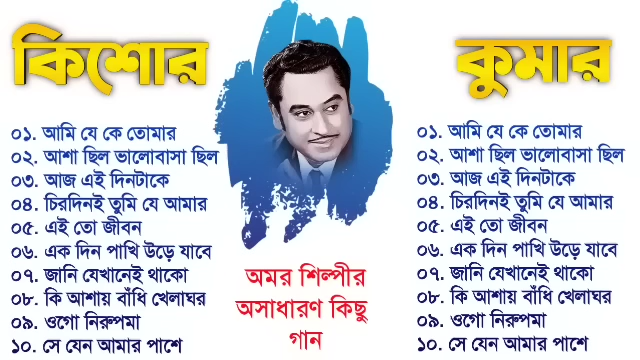 কিশোর
০১. আমি যে কে তোমার
০২. আশা ছিল ভালোবাসা ছিল
০৩. আজ এই দিনটাকে
০৪. চিরদিনই তুমি যে আমার
০৫. এই তো জীবন
০৬. এক দিন পাখি উড়ে যাবে
০৭. জানি যেখানেই থাকো
০৮. কি আশায় বাঁধি খেলাঘর
০৯. ওগো নিরুপমা
১০. সে যেন আমার পাশে
অমর শিল্পীর
অসাধারণ কিছু
গান
কুমার
০১. আমি যে কে তোমার
০২. আশা ছিল ভালোবাসা ছিল
০৩. আজ এই দিনটাকে
০৪. চিরদিনই তুমি যে আমার
০৫. এই তো জীবন
০৬. এক দিন পাখি উড়ে যাবে
০৭. জানি যেখানেই থাকো
০৮. কি আশায় বাঁধি খেলাঘর
০৯. ওগো নিরুপমা
১০. সে যেন আমার পাশে